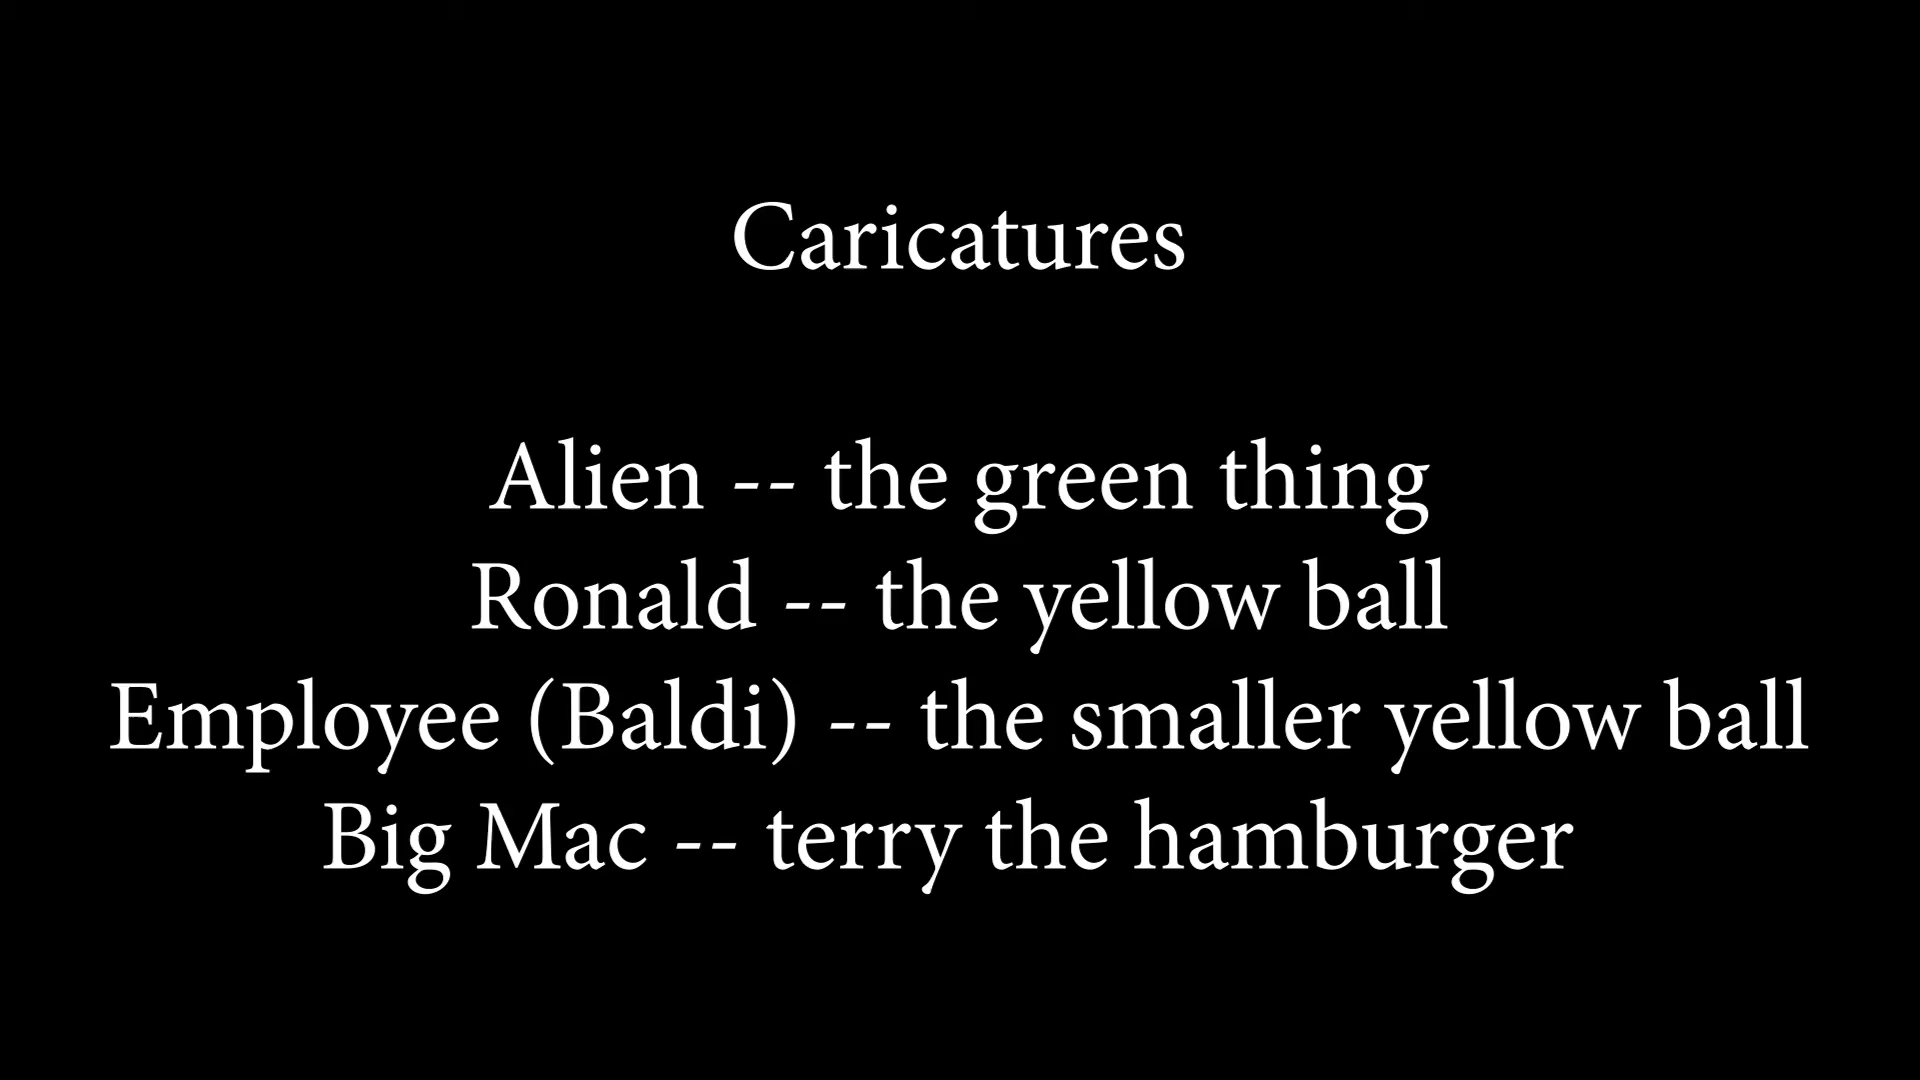 Caricatures
Alien -- the green thing
Ronald -- the yellow ball
Employee (Baldi) -- the smaller yellow ball
Big Mac -- terry the hamburger